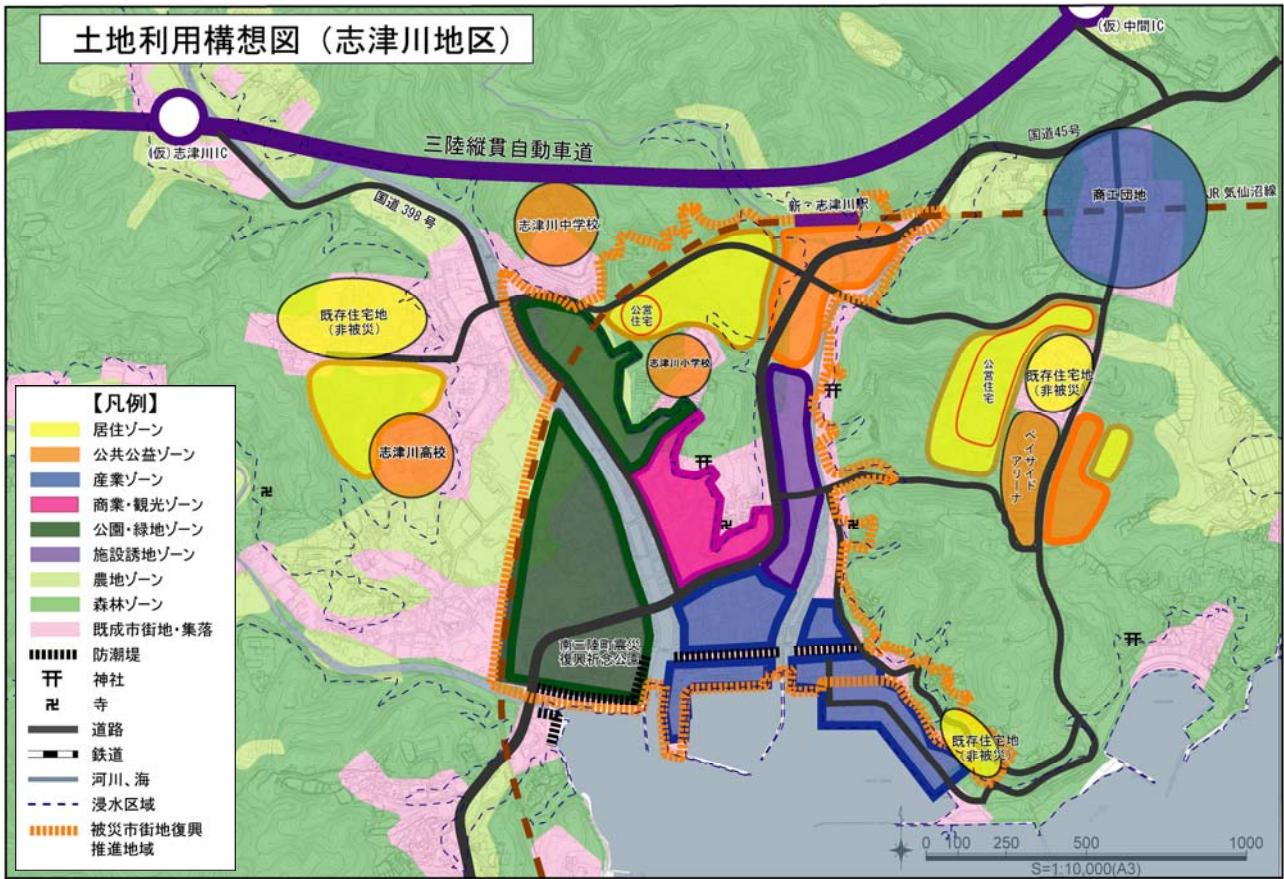 土地利用構想図（志津川地区）
(仮)中間IC
(仮)志津川IC
三陸縦貫自動車道
国道45号
国道398号
志津川中学校
新・志津川駅
商工団地
JR気仙沼線
既存住宅地
(非被災)
公営
住宅
志津川小学校
公営住宅
既存住宅地
(非被災)
志津川高校
ベイサイド
アリーナ
南三陸町震災
復興祈念公園
既存住宅地
(非被災)
【凡例】
居住ゾーン
公共公益ゾーン
産業ゾーン
商業・観光ゾーン
公園・緑地ゾーン
施設誘地ゾーン
農地ゾーン
森林ゾーン
既成市街地・集落
防潮堤
神社
寺
道路
鉄道
河川、海
浸水区域
被災市街地復興
推進地域
0 100 250 500 1000
S=1:10,000(A3)